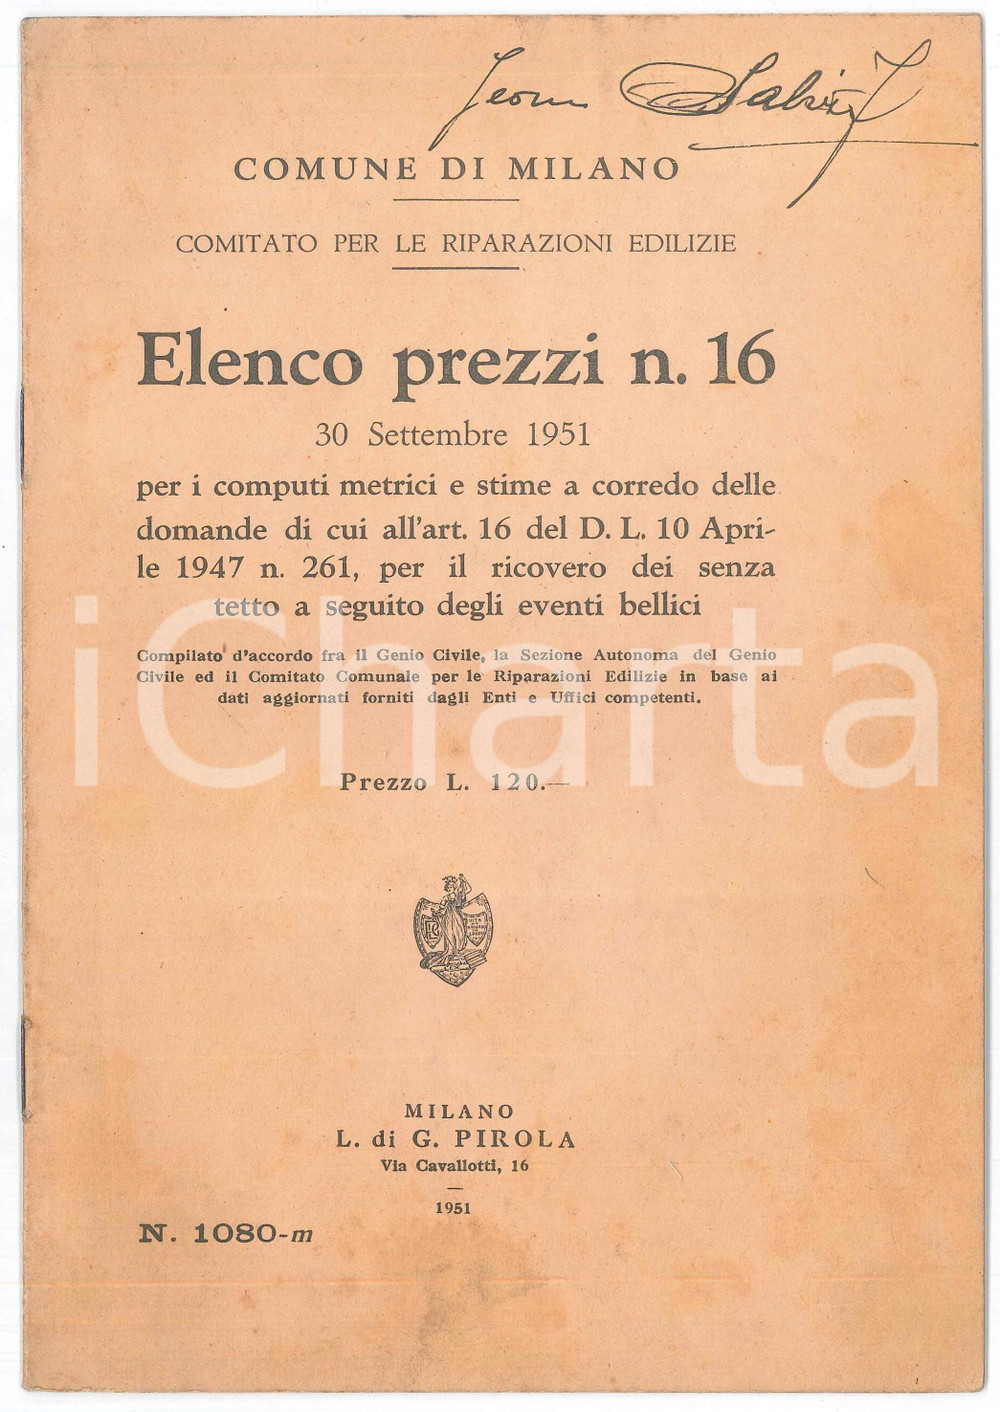 COMUNE DI MILANO
COMITATO PER LE RIPARAZIONI EDILIZIE
Elenco prezzi n. 16
30 Settembre 1951
per i computi metrici e stime a corredo delle
domande di cui all'art. 16 del D. L. 10 Apri-
le 1947 n. 261, per il ricovero dei senza
tetto a seguito degli eventi bellici
Compilato d'accordo fra il Genio Civile, la Sezione Autonoma del Genio
Civile ed il Comitato Comunale per le Riparazioni Edilizie in base ai
dati aggiornati forniti dagli Enti e Uffici competenti.
iCharta
Prezzo L. 120.—
MILANO
L. di G. PIROLA
Via Cavallotti, 16
1951
N. 1080-m